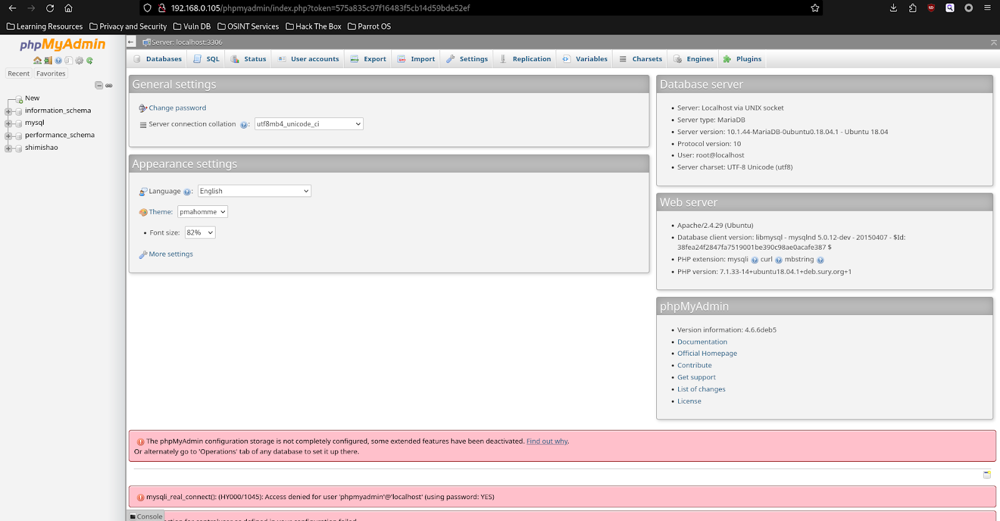 192.168.0.105/phpmyadmin/index.php?token=575a835c97f16483f5cb14d59bde52ef
Learning Resources Privacy and Security Vuln DB OSINT Services Hack The Box Parrot OS
phpMyAdmin
Recent Favorites
New
information_schema
mysql
performance_schema
shimishao
Server: localhost:3306
Databases SQL Status User accounts Export Import Settings Replication Variables Charsets Engines Plugins
General settings
Change password
Server connection collation : utf8mb4_unicode_ci
Appearance settings
Language : English
Theme: pmahomme
• Font size: 82%
More settings
Database server
• Server: Localhost via UNIX socket
• Server type: MariaDB
• Server version: 10.1.44-MariaDB-0ubuntu0.18.04.1 - Ubuntu 18.04
• Protocol version: 10
• User: root@localhost
• Server charset: UTF-8 Unicode (utf8)
Web server
• Apache/2.4.29 (Ubuntu)
• Database client version: libmysql - mysqlnd 5.0.12-dev - 20150407 - $Id:
38fea24f2847fa7519001be390c98ae0acafe387 $
• PHP extension: mysqli curl mbstring
• PHP version: 7.1.33-14+ubuntu18.04.1+deb.sury.org+1
phpMyAdmin
• Version information: 4.6.6deb5
• Documentation
• Official Homepage
• Contribute
• Get support
• List of changes
• License
The phpMyAdmin configuration storage is not completely configured, some extended features have been deactivated. Find out why.
Or alternately go to 'Operations' tab of any database to set it up there.
mysqli_real_connect(): (HY000/1045): Access denied for user 'phpmyadmin'@'localhost' (using password: YES)
Console